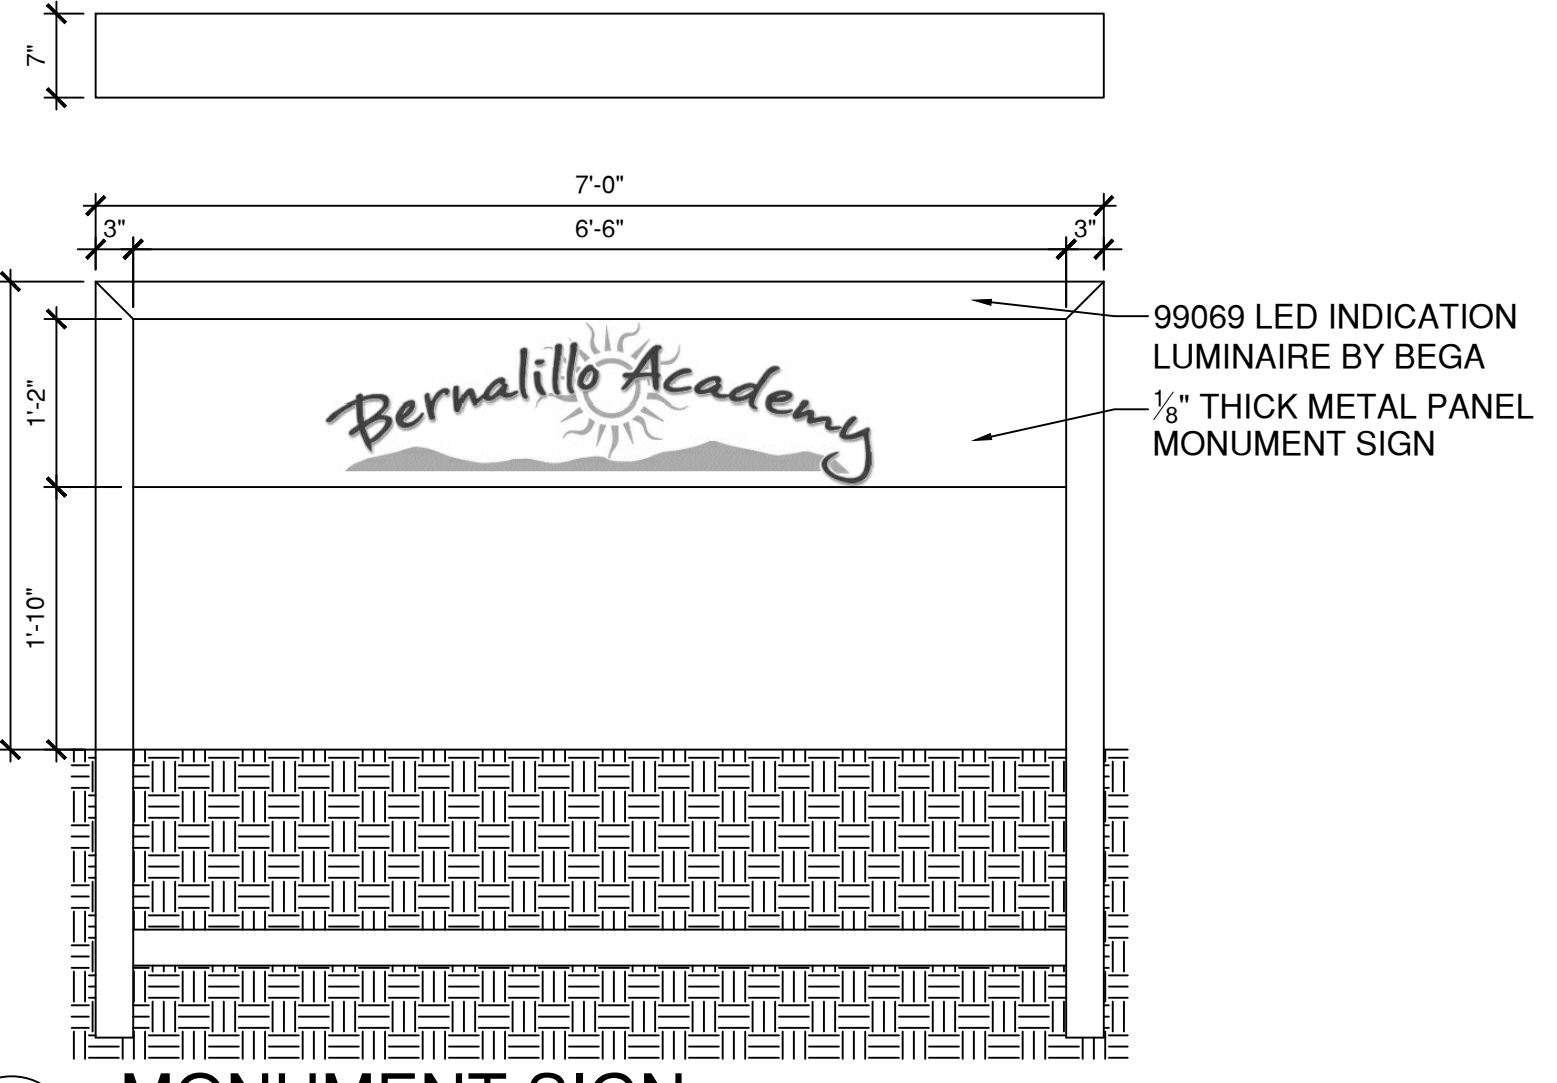 7"
7'-0"
3" 6'-6" 3"
99069 LED INDICATION
LUMINAIRE BY BEGA
1'-2"
Bernalillo Academy
⅛" THICK METAL PANEL
MONUMENT SIGN
1'-10"
MONUMENT SIGN